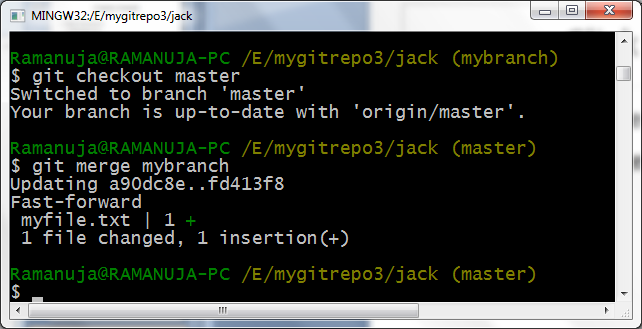 MINGW32:/E/mygitrepo3/jack
Ramanuja@RAMANUJA-PC /E/mygitrepo3/jack (mybranch)
$ git checkout master
Switched to branch 'master'
Your branch is up-to-date with 'origin/master'.
Ramanuja@RAMANUJA-PC /E/mygitrepo3/jack (master)
$ git merge mybranch
Updating a90dc8e..fd413f8
Fast-forward
myfile.txt | 1 +
1 file changed, 1 insertion(+)
Ramanuja@RAMANUJA-PC /E/mygitrepo3/jack (master)
$